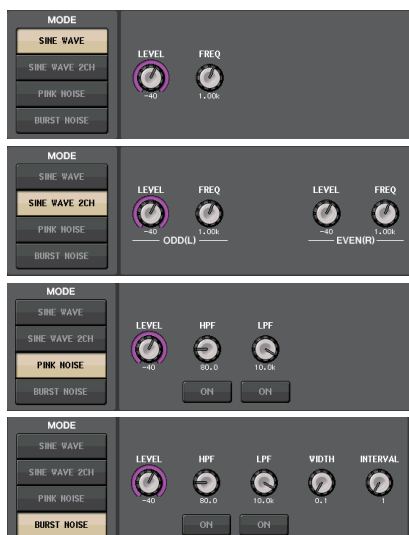 MODE
SINE WAVE
SINE WAVE 2CH
PINK NOISE
BURST NOISE
LEVEL FREQ
-40 1.00k
MODE
SINE WAVE
SINE WAVE 2CH
PINK NOISE
BURST NOISE
LEVEL FREQ LEVEL FREQ
-40 1.00k -40 1.00k
ODD(L) EVEN(R)
MODE
SINE WAVE
SINE WAVE 2CH
PINK NOISE
BURST NOISE
LEVEL HPF LPF
-40 80.0 10.0k
ON ON
MODE
SINE WAVE
SINE WAVE 2CH
PINK NOISE
BURST NOISE
LEVEL HPF LPF WIDTH INTERVAL
-40 80.0 10.0k 0.1 1
ON ON